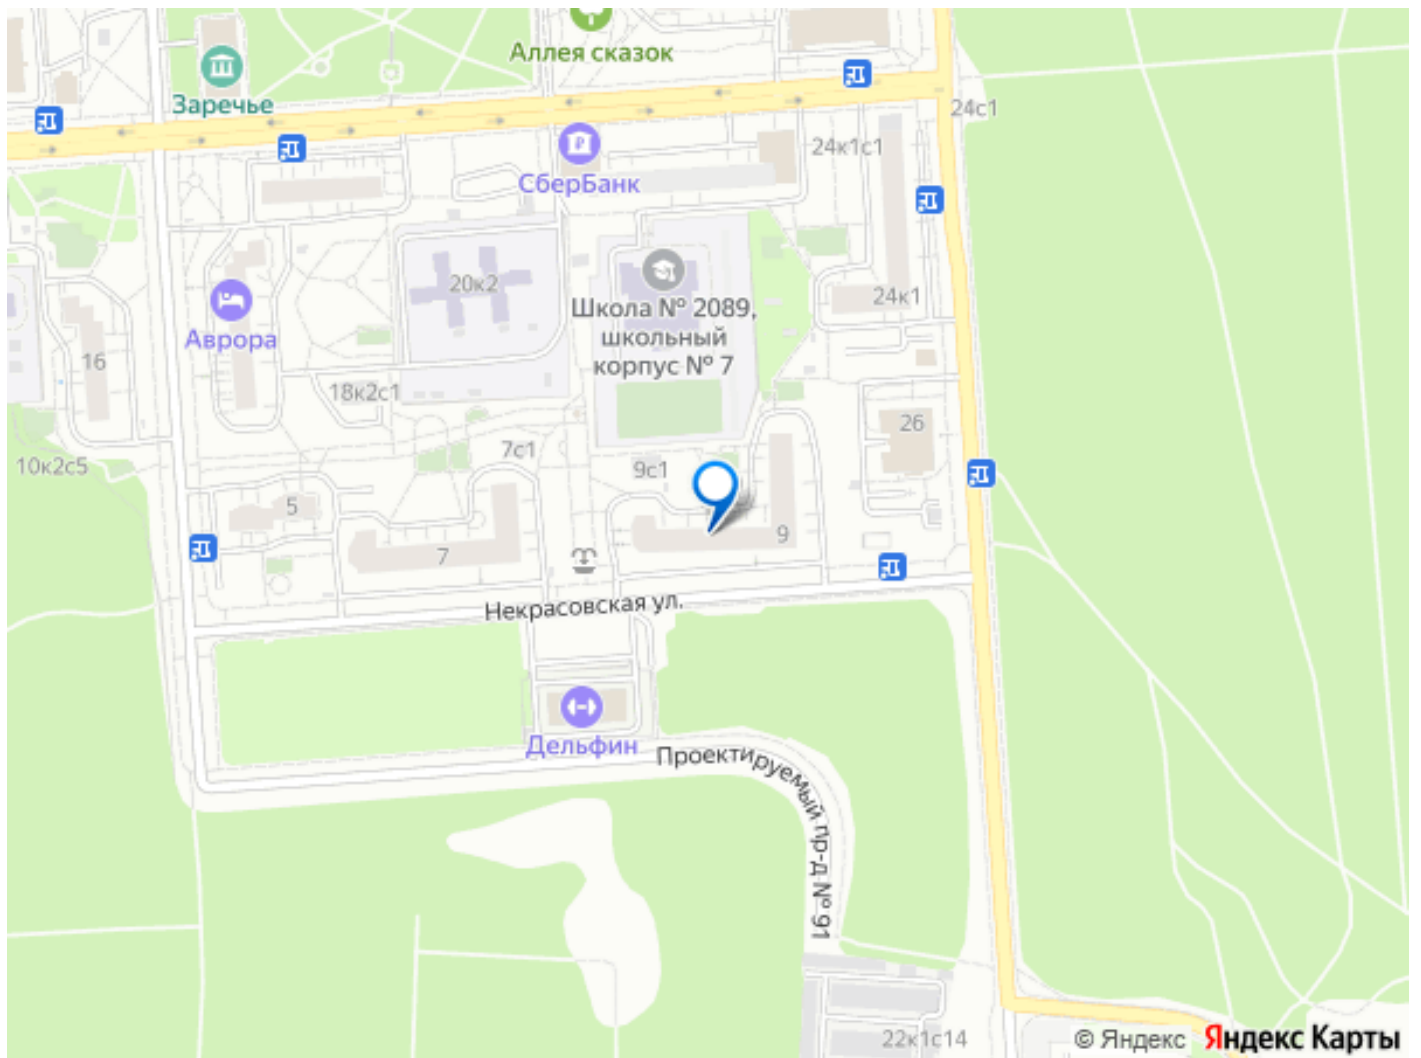 Аллея сказок
Заречье
24с1
24к1с1
СберБанк
20к2
24к1
Школа № 2089,
школьный
корпус № 7
Аврора
16
18к2с1
26
7с1
10к2с5
9с1
5
9
7
Некрасовская ул.
Дельфин
Проектируемый пр-д № 91
22к1с14
© Яндекс Яндекс Карты